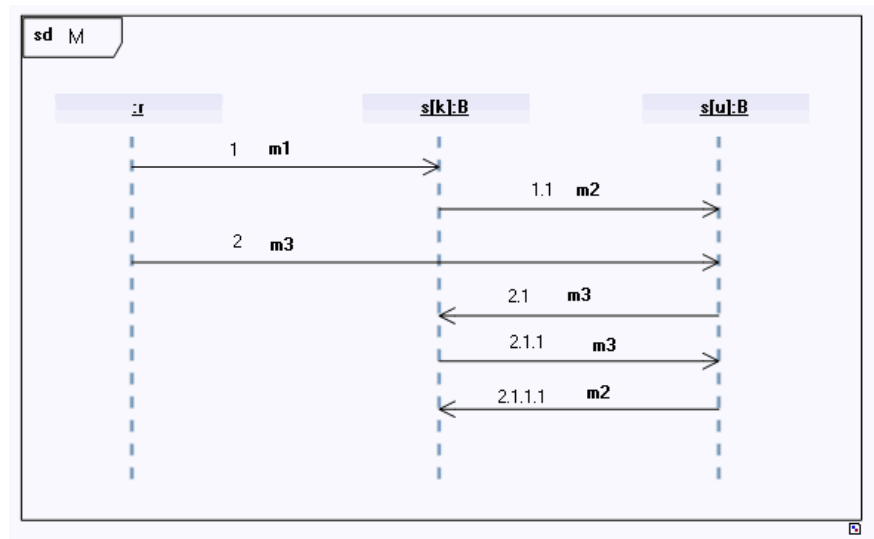 sd M
:r s[k]:B s[u]:B
1 m1
1.1 m2
2 m3
2.1 m3
2.1.1 m3
2.1.1.1 m2